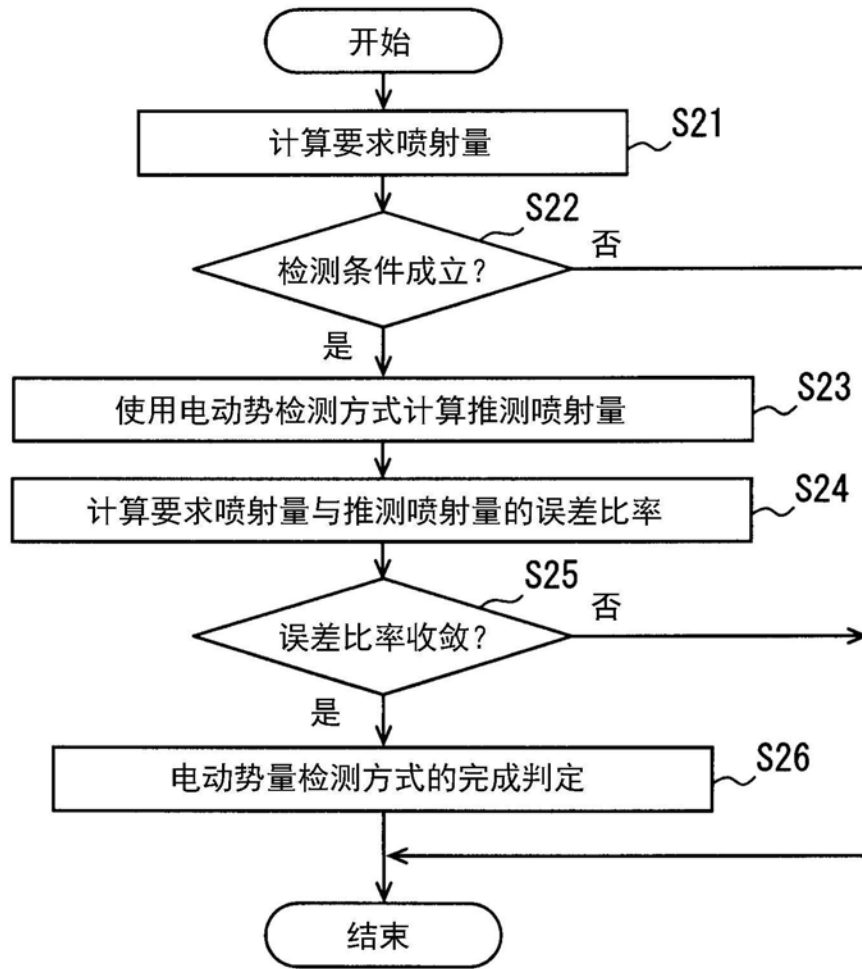 开始
计算要求喷射量
S21
S22
检测条件成立?
否
是
使用电动势检测方式计算推测喷射量
S23
计算要求喷射量与推测喷射量的误差比率
S24
S25
误差比率收敛?
否
是
电动势量检测方式的完成判定
S26
结束